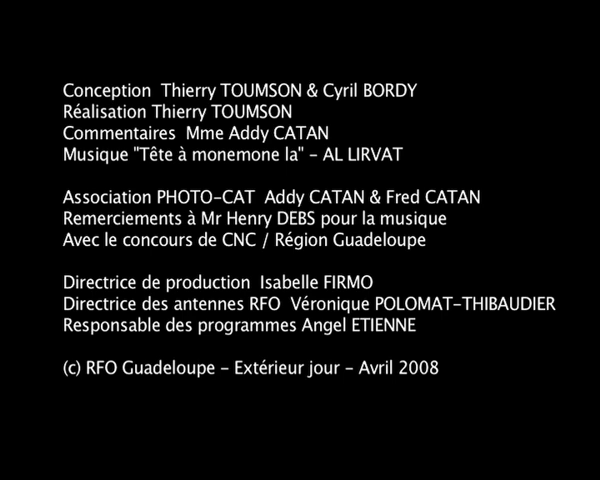 Conception  Thierry TOUMSON & Cyril BORDY
Réalisation Thierry TOUMSON
Commentaires  Mme Addy CATAN
Musique "Tête à monemone la" – AL LIRVAT
Association PHOTO-CAT  Addy CATAN & Fred CATAN
Remerciements à Mr Henry DEBS pour la musique
Avec le concours de CNC / Région Guadeloupe
Directrice de production  Isabelle FIRMO
Directrice des antennes RFO  Véronique POLOMAT-THIBAUDIER
Responsable des programmes Angel ETIENNE
(c) RFO Guadeloupe – Extérieur jour – Avril 2008